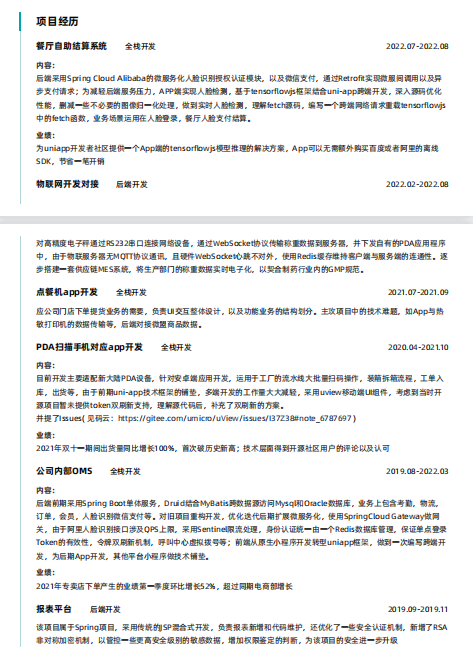 项目经历
餐厅自助结算系统 全栈开发 2022.07-2022.08
内容：
后端采用Spring Cloud Alibaba的微服务化人脸识别授权认证模块，以及微信支付，通过Retrofit实现微服间调用以及异
步支付请求；为减轻后端服务压力，APP端实现人脸检测，基于tensorflowjs框架结合uni-app跨端开发，深入源码优化
性能，删减一些不必要的图像归一化处理，做到实时人脸检测，理解fetch源码，编写一个跨端网络请求重载tensorflowjs
中的fetch函数，业务场景运用在人脸登录，餐厅人脸支付结算。
业绩：
为uniapp开发者社区提供一个App端的tensorflowjs模型推理的解决方案，App可以无需额外购买百度或者阿里的离线
SDK，节省一笔开销
物联网开发对接 后端开发 2022.02-2022.08
对高精度电子秤通过RS232串口连接网络设备，通过WebSocket协议传输称重数据到服务器，并下发自有的PDA应用程序
中，由于物联服务器无MQTT协议通讯，且硬件WebSocket心跳不对外，使用Redis缓存维持客户端与服务端的连通性。逐
步搭建一套供应链MES系统，将生产部门的称重数据实时电子化，以契合制药行业内的GMP规范。
点餐机app开发 全栈开发 2021.07-2021.09
应公司门店下单提货业务的需要，负责UI交互整体设计，以及功能业务的结构划分。主攻项目中的技术难题，如App与热
敏打印机的数据传输等，后端对接微盟商品数据。
PDA扫描手机对应app开发 全栈开发 2020.04-2021.10
内容：
目前开发主要适配新大陆PDA设备，针对安卓端应用开发，运用于工厂的流水线大批量扫码操作，装箱拆箱流程，工单入
库，出货等，由于前期uni-app技术框架的铺垫，多端开发的工作量大大减轻，采用uview移动端UI组件，考虑到当时开
源项目暂未提供token双刷新支持，理解源代码后，补充了双刷新的方案。
并提了Issues( 见码云：https://gitee.com/umicro/uView/issues/I37Z38#note_6787697 )
业绩：
2021年双十一期间出货量同比增长100%，首次破历史新高；技术层面得到开源社区用户的评论以及认可
公司内部OMS 全栈开发 2019.08-2022.03
内容：
后端前期采用Spring Boot单体服务，Druid结合MyBatis跨数据源访问Mysql和Oracle数据库，业务上包含考勤，物流，
订单，会员，人脸识别微信支付等。对旧项目重构开发，优化迭代后期扩展微服务化，使用SpringCloud Gateway做网
关，由于阿里人脸识别接口涉及QPS上限，采用Sentinel限流处理，身份认证统一由一个Redis数据库管理，保证单点登录
Token的有效性，令牌双刷新机制，呼叫中心虚拟拔号等；前端从原生小程序开发转型uniapp框架，做到一次编写跨端开
发，为后期App开发，其他平台小程序做技术铺垫。
业绩：
2021年专卖店下单产生的业绩第一季度环比增长52%，超过同期电商部增长
报表平台 后端开发 2019.09-2019.11
该项目属于Spring项目，采用传统的JSP混合式开发，负责报表新增和代码维护，还优化了一些安全认证机制，新增了RSA
非对称加密机制，以管控一些更高安全级别的敏感数据，增加权限鉴定的判断，为该项目的安全进一步升级